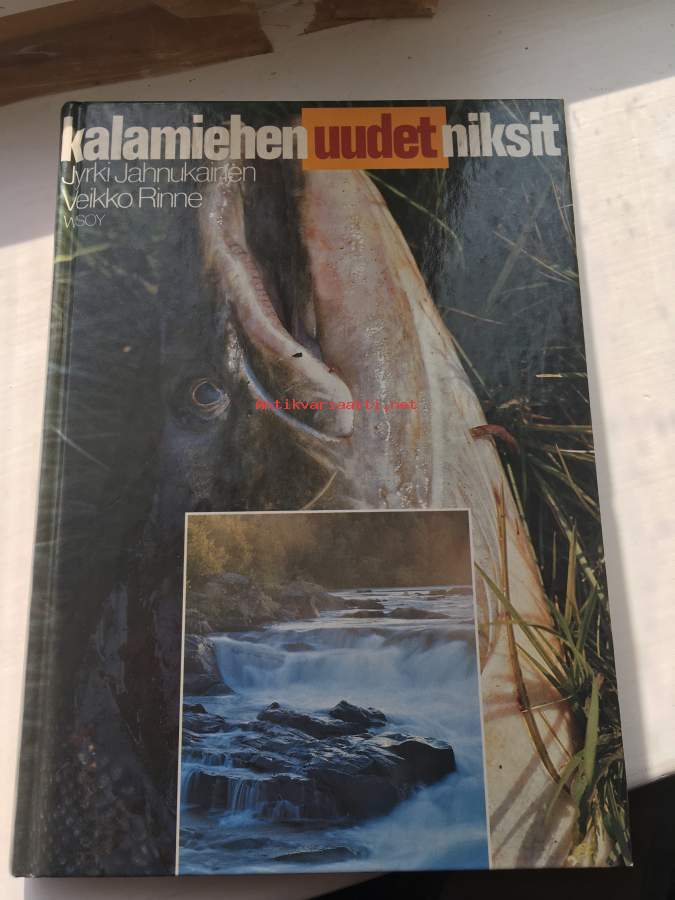 kalamiehen uudet niksit
Jyrki Jahnukainen
Veikko Rinne
WSOY
Antikvariaatti.net